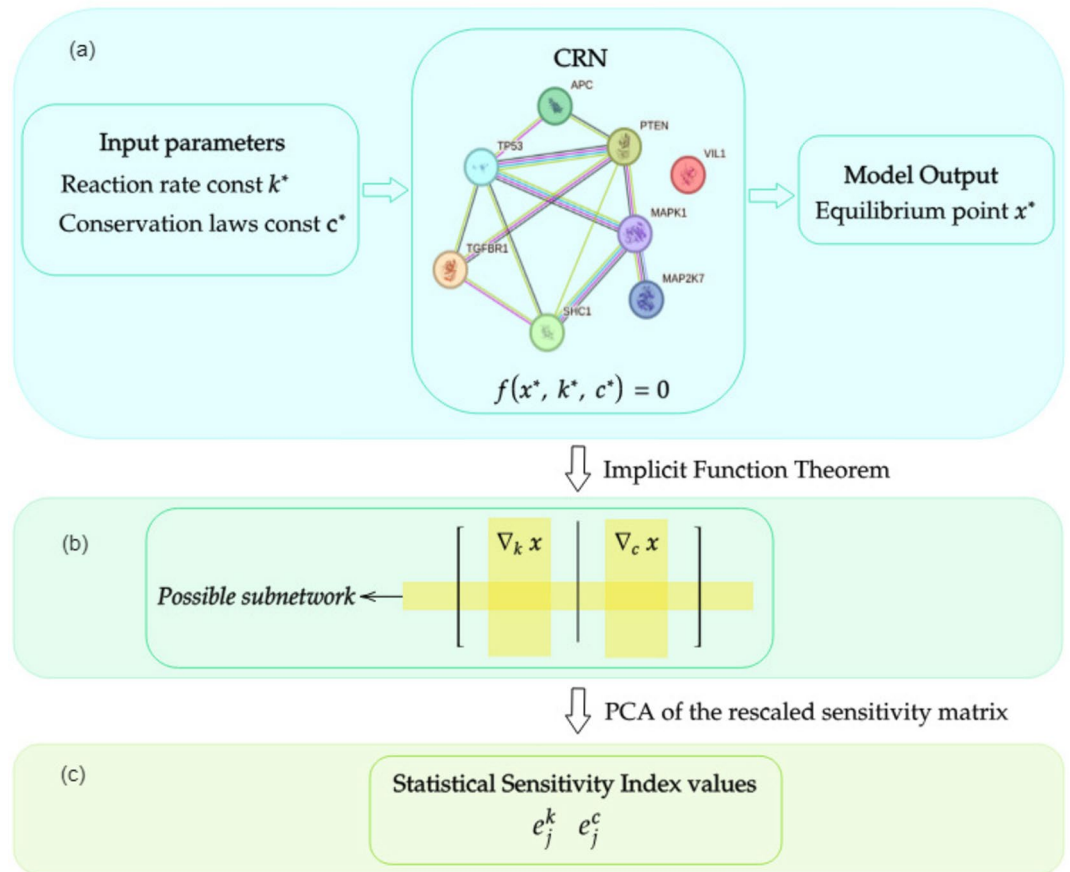 (a)
Input parameters
Reaction rate const k*
Conservation laws const c*
CRN
APC
PTEN
TP53
VIL1
MAPK1
TGFBR1
MAP2K7
SHC1
f(x*, k*, c*) = 0
Model Output
Equilibrium point x*
Implicit Function Theorem
(b)
Possible subnetwork
∇ₖ x
∇_c x
PCA of the rescaled sensitivity matrix
(c)
Statistical Sensitivity Index values
e_j^k e_j^c